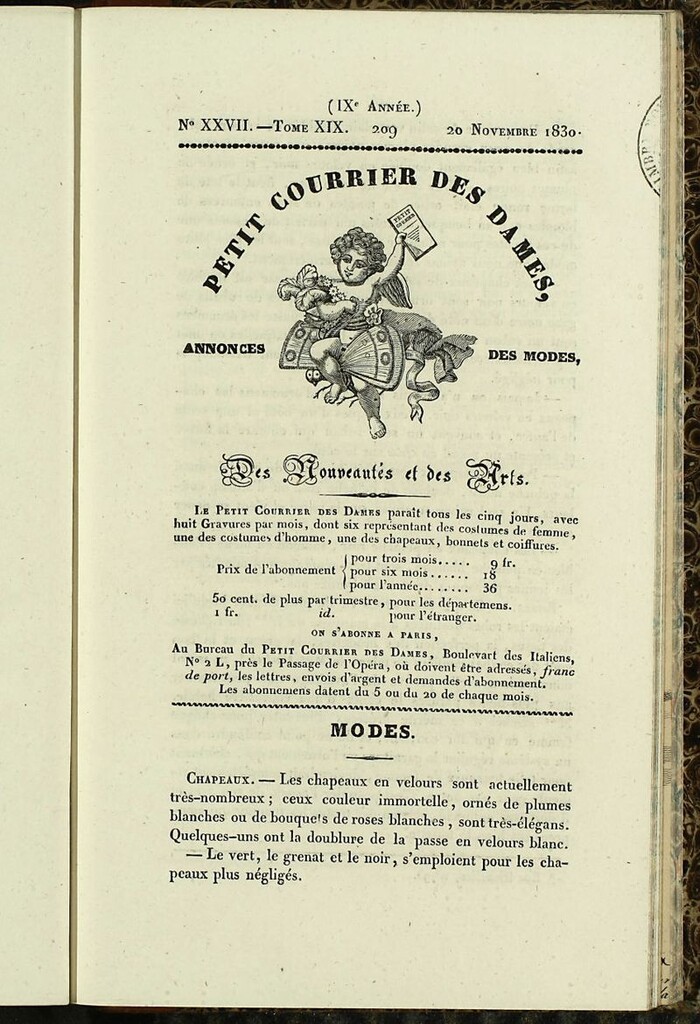 (IXe Année.)
No XXVII. —Tome XIX. 209 20 Novembre 1830.
PETIT COURRIER DES DAMES,
PETIT COURRIER
ANNONCES DES MODES,
Des Nouveautés et des Arts.
Le Petit Courrier des Dames paraît tous les cinq jours, avec
huit Gravures par mois, dont six représentant des costumes de femme,
une des costumes d'homme, une des chapeaux, bonnets et coiffures.
Prix de l'abonnement { pour trois mois..... 9 fr.
pour six mois...... 18
pour l'année........ 36
50 cent. de plus par trimestre, pour les départemens.
1 fr. id. pour l'étranger.
ON S'ABONNE A PARIS,
Au Bureau du Petit Courrier des Dames, Boulevart des Italiens,
No 2 L, près le Passage de l'Opéra, où doivent être adressés, franc
de port, les lettres, envois d'argent et demandes d'abonnement.
Les abonnemens datent du 5 ou du 20 de chaque mois.
MODES.
Chapeaux. — Les chapeaux en velours sont actuellement
très-nombreux ; ceux couleur immortelle, ornés de plumes
blanches ou de bouquets de roses blanches, sont très-élégans.
Quelques-uns ont la doublure de la passe en velours blanc.
— Le vert, le grenat et le noir, s'emploient pour les cha-
peaux plus négligés.